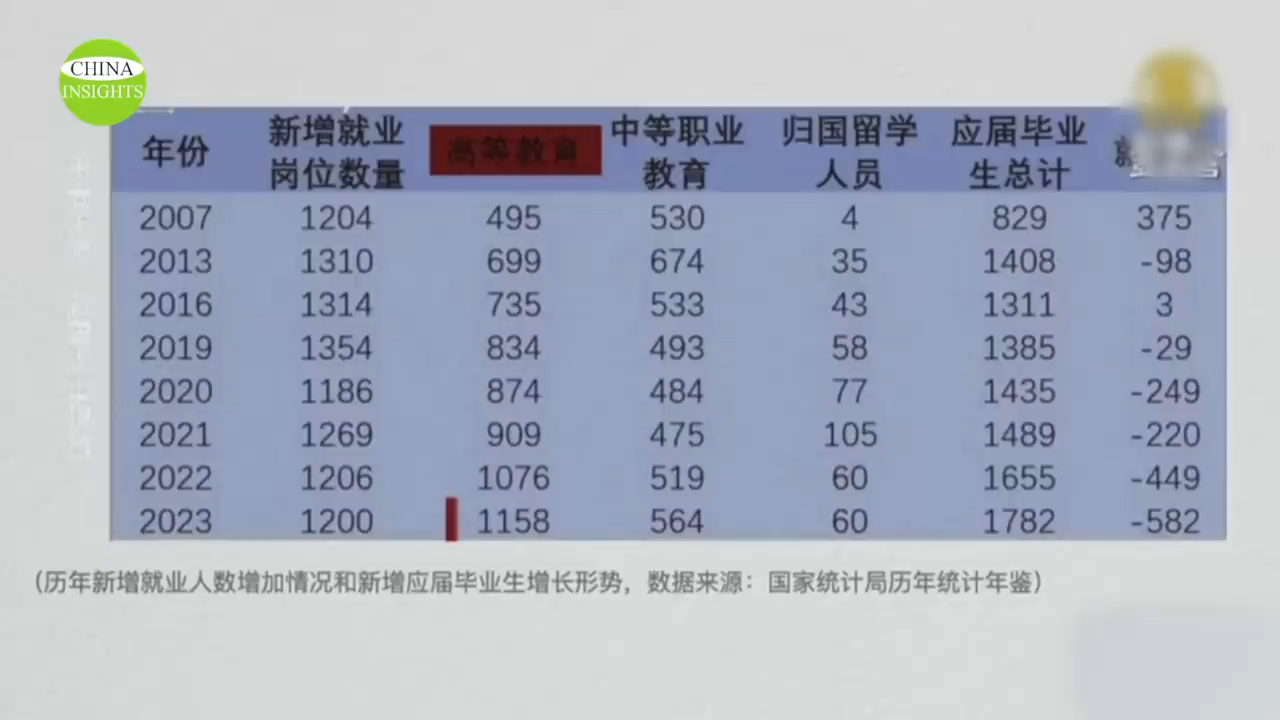 CHINA
INSIGHTS
年份 新增就业岗位数量 高等教育 中等职业教育 归国留学人员 应届毕业生总计
2007 1204 495 530 4 829 375
2013 1310 699 674 35 1408 -98
2016 1314 735 533 43 1311 3
2019 1354 834 493 58 1385 -29
2020 1186 874 484 77 1435 -249
2021 1269 909 475 105 1489 -220
2022 1206 1076 519 60 1655 -449
2023 1200 1158 564 60 1782 -582
（历年新增就业人数增加情况和新增应届毕业生增长形势，数据来源：国家统计局历年统计年鉴）